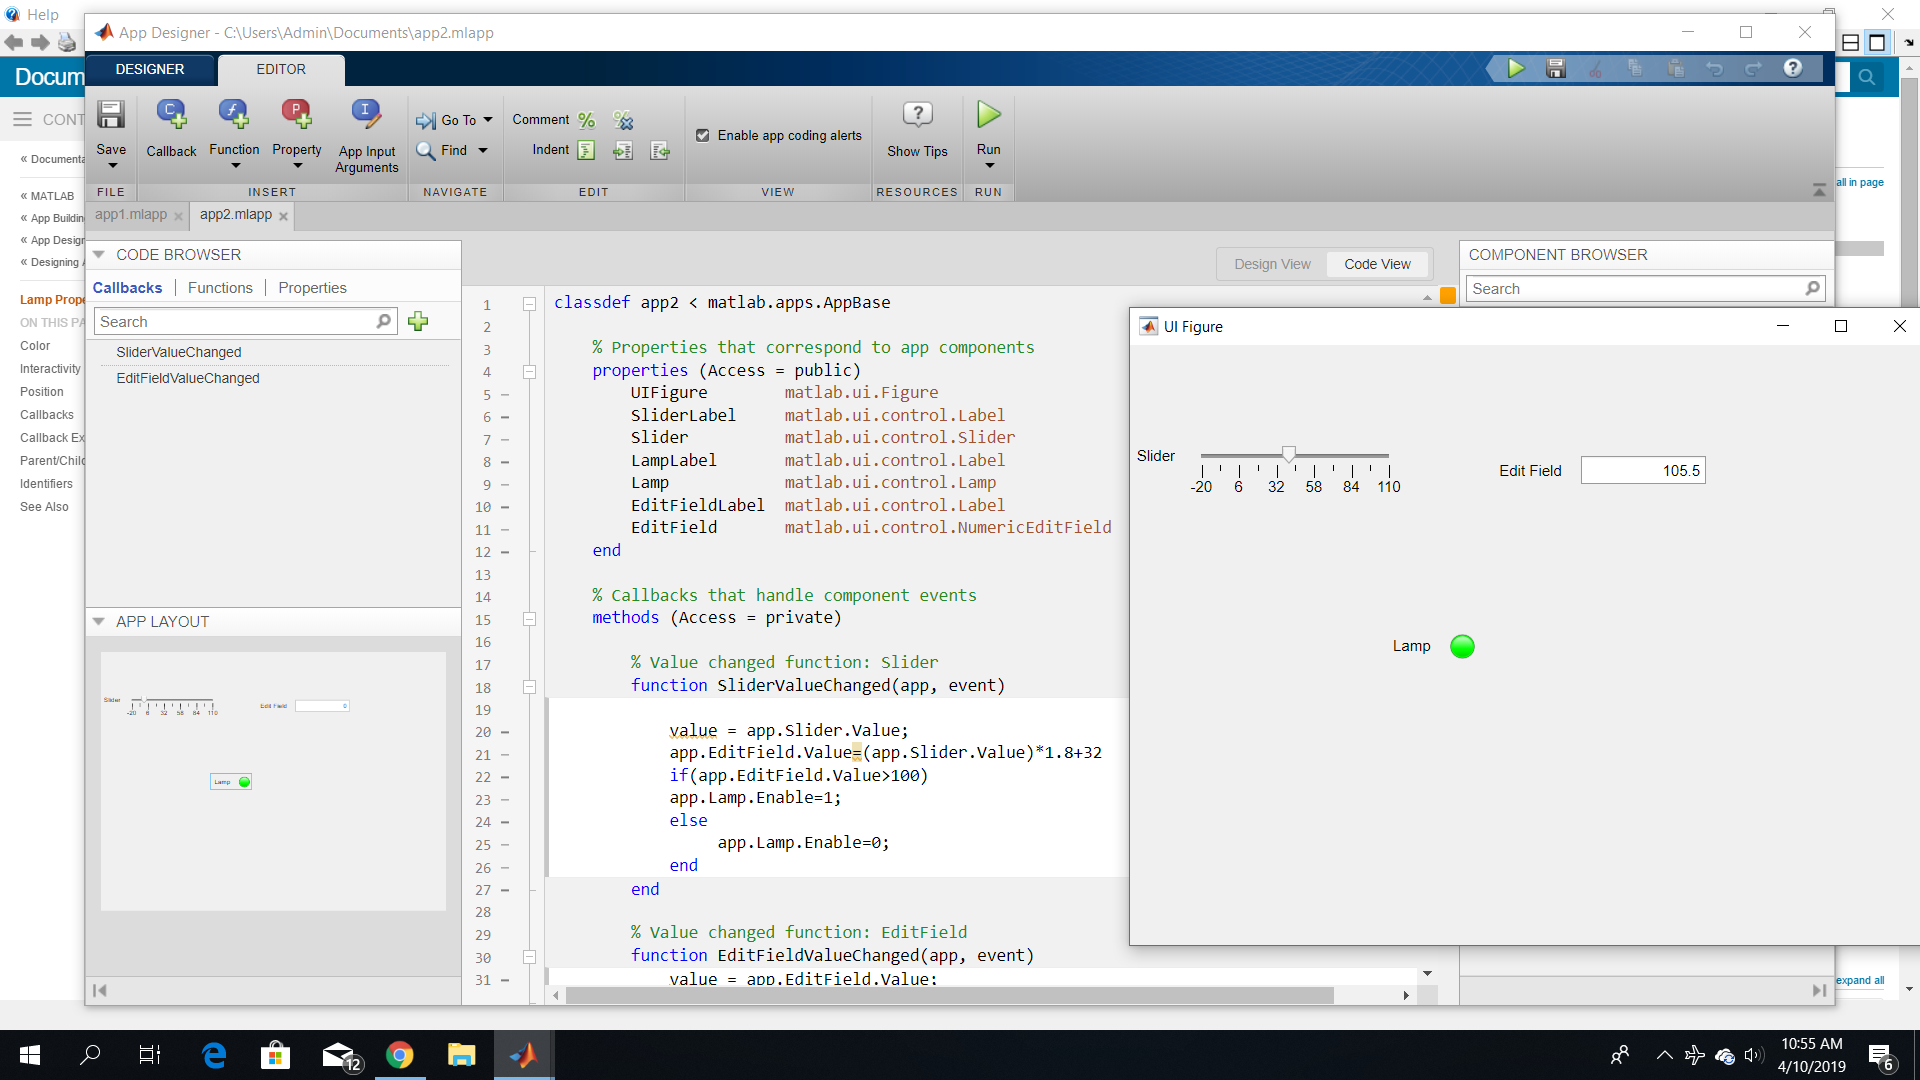 Help
App Designer - C:\Users\Admin\Documents\app2.mlapp
Docum
DESIGNER
EDITOR
CONT
Save
Callback
Function
Property
App Input
Arguments
Go To
Find
Comment
Indent
Enable app coding alerts
Show Tips
Run
FILE
INSERT
NAVIGATE
EDIT
VIEW
RESOURCES
RUN
all in page
app1.mlapp
app2.mlapp
« Documenta
« MATLAB
« App Buildin
« App Desig
« Designing
Lamp Prope
ON THIS PA
Color
Interactivity
Position
Callbacks
Callback Ex
Parent/Child
Identifiers
See Also
CODE BROWSER
Callbacks
Functions
Properties
Search
SliderValueChanged
EditFieldValueChanged
APP LAYOUT
Slider
-20 6 32 58 84 110
Edit Field
0
Lamp
Design View
Code View
COMPONENT BROWSER
Search
1 classdef app2 < matlab.apps.AppBase
2
3 % Properties that correspond to app components
4 properties (Access = public)
5 UIFigure matlab.ui.Figure
6 SliderLabel matlab.ui.control.Label
7 Slider matlab.ui.control.Slider
8 LampLabel matlab.ui.control.Label
9 Lamp matlab.ui.control.Lamp
10 EditFieldLabel matlab.ui.control.Label
11 EditField matlab.ui.control.NumericEditField
12 end
13
14 % Callbacks that handle component events
15 methods (Access = private)
16
17 % Value changed function: Slider
18 function SliderValueChanged(app, event)
19
20 value = app.Slider.Value;
21 app.EditField.Value=(app.Slider.Value)*1.8+32
22 if(app.EditField.Value>100)
23 app.Lamp.Enable=1;
24 else
25 app.Lamp.Enable=0;
26 end
27 end
28
29 % Value changed function: EditField
30 function EditFieldValueChanged(app, event)
31 value = app.EditField.Value;
UI Figure
Slider
-20 6 32 58 84 110
Edit Field
105.5
Lamp
expand all
12
10:55 AM
4/10/2019
6